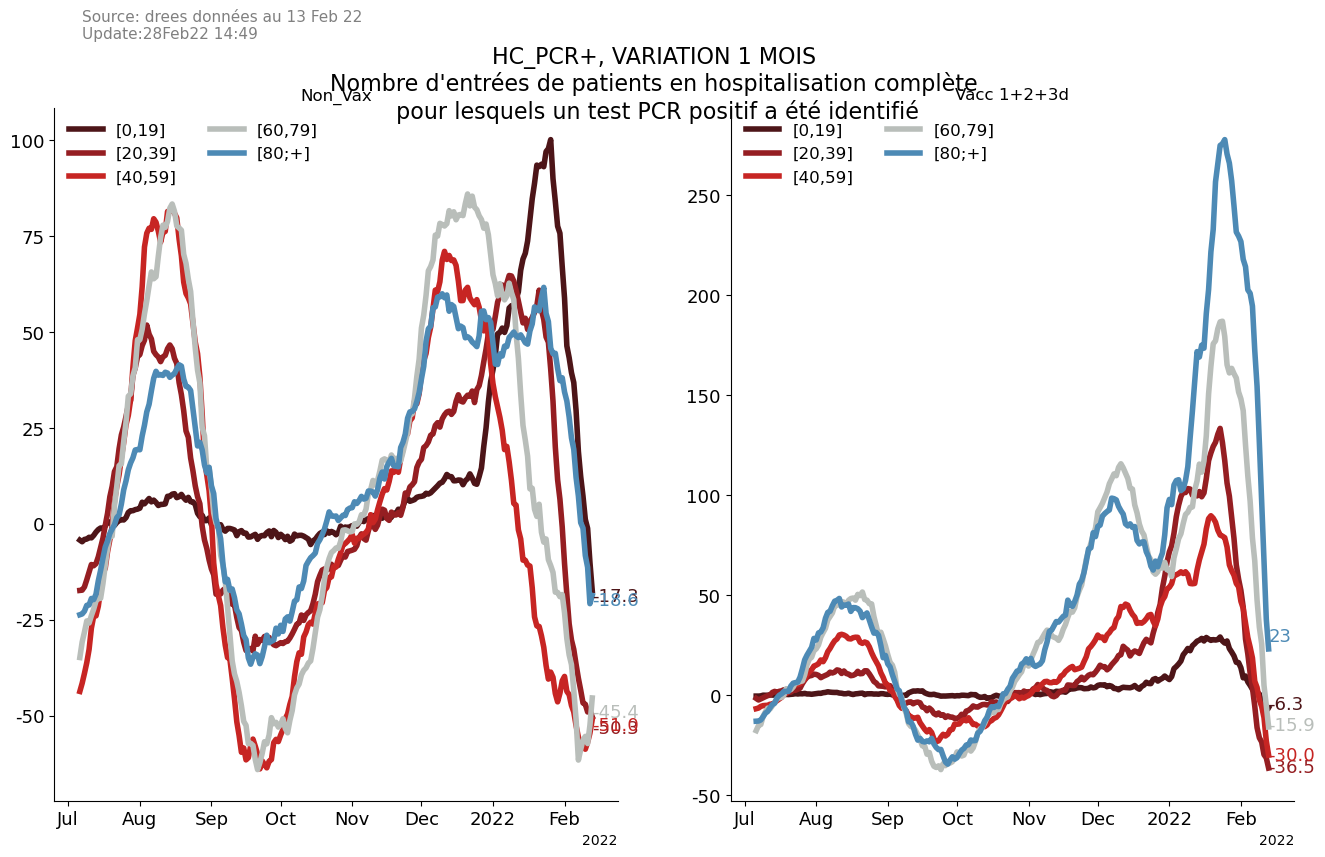 Source: drees données au 13 Feb 22
Update:28Feb22 14:49
HC_PCR+, VARIATION 1 MOIS
Nombre d'entrées de patients en hospitalisation complète
pour lesquels un test PCR positif a été identifié
Non_Vax
[0,19]
[20,39]
[40,59]
[60,79]
[80;+]
100
75
50
25
0
-25
-50
-17.3
-18.6
-45.4
-51.9
-50.3
Jul
Aug
Sep
Oct
Nov
Dec
2022
Feb
2022
Vacc 1+2+3d
[0,19]
[20,39]
[40,59]
[60,79]
[80;+]
250
200
150
100
50
0
-50
23
-6.3
-15.9
-30.0
-36.5
Jul
Aug
Sep
Oct
Nov
Dec
2022
Feb
2022